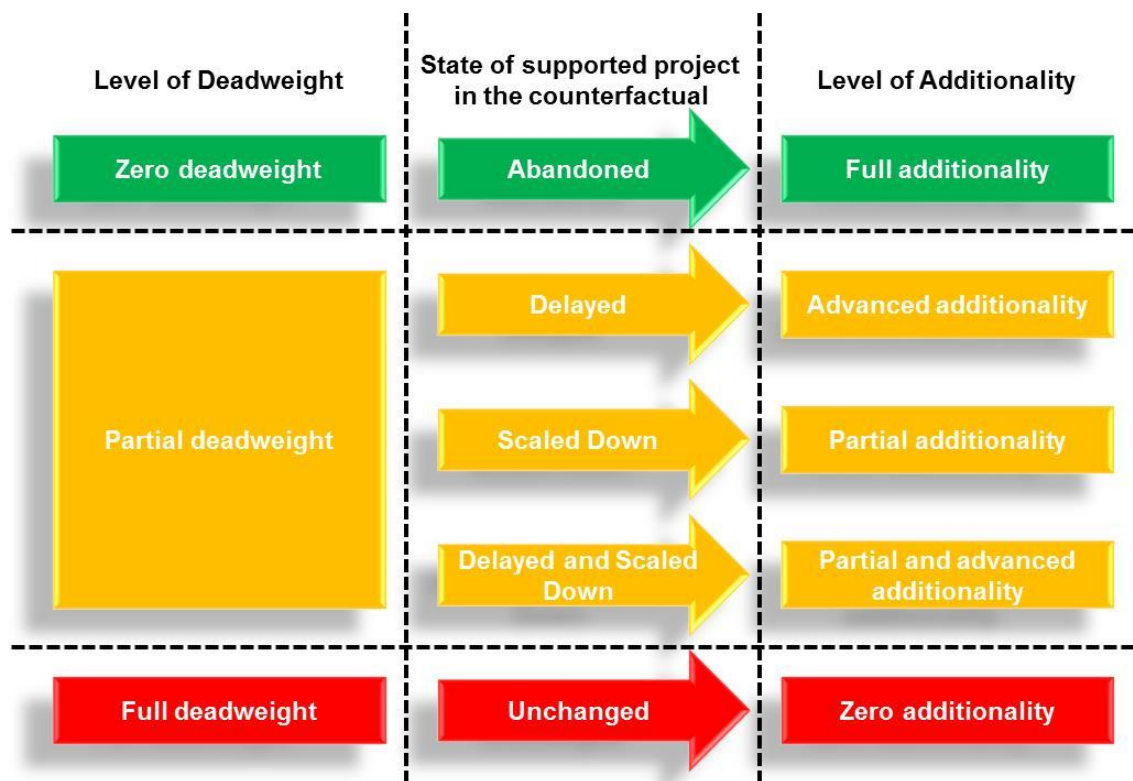 Level of Deadweight
State of supported project
in the counterfactual
Level of Additionality
Zero deadweight
Abandoned
Full additionality
Partial deadweight
Delayed
Advanced additionality
Scaled Down
Partial additionality
Delayed and Scaled
Down
Partial and advanced
additionality
Full deadweight
Unchanged
Zero additionality